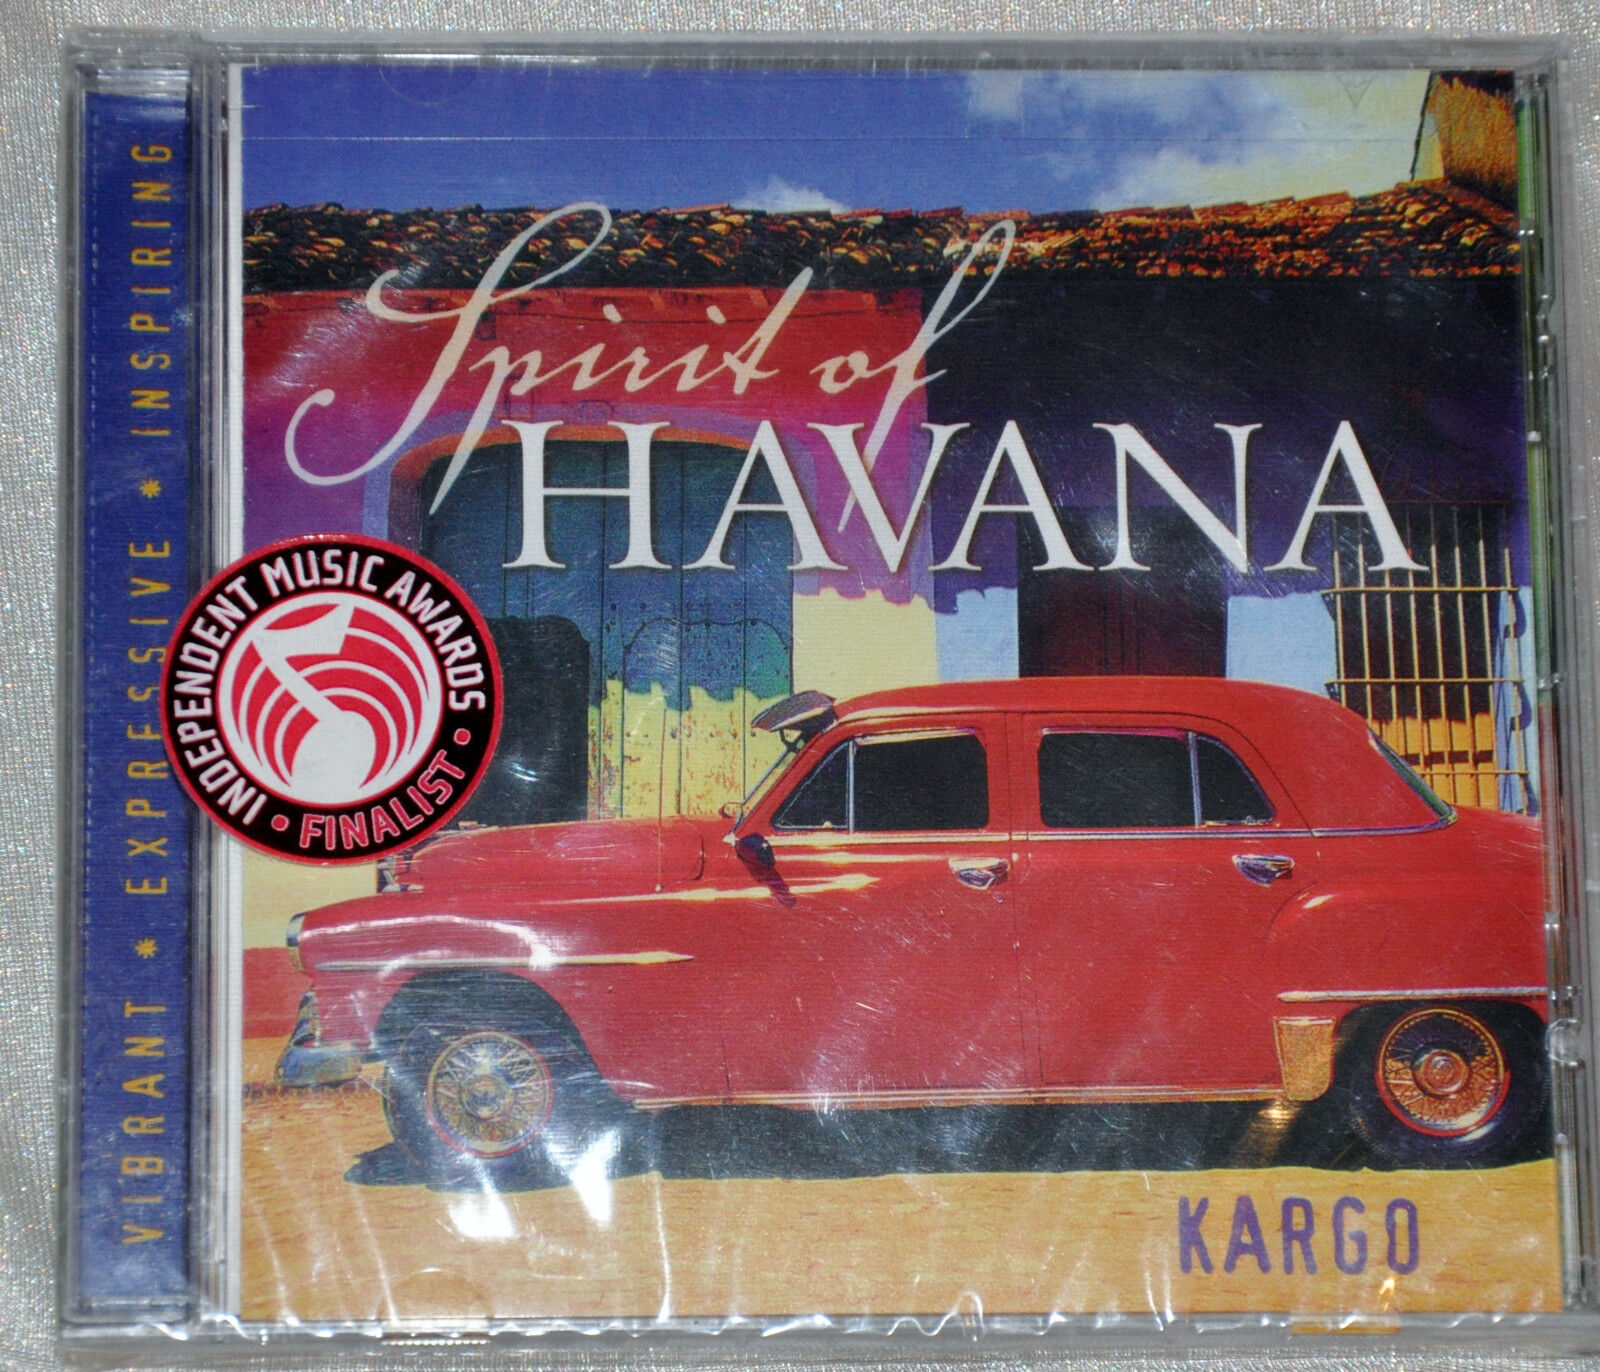 VIBRANT * EXPRESSIVE * INSPIRING
Spirit of
HAVANA
INDEPENDENT MUSIC AWARDS
• FINALIST •
KARGO